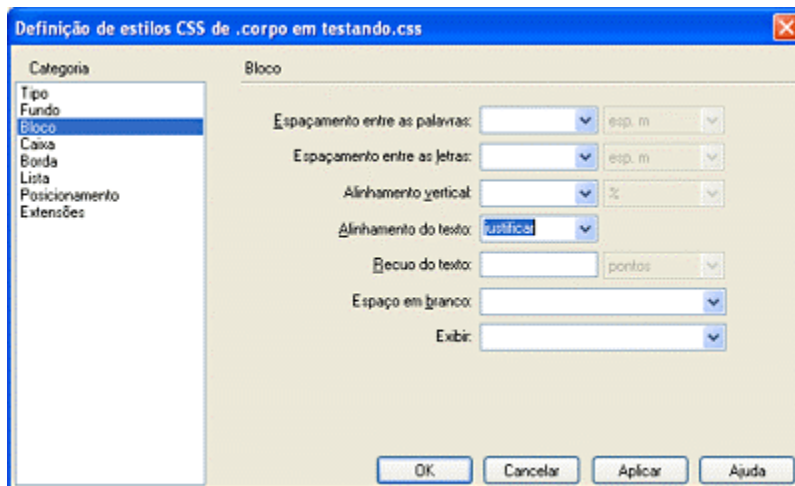 Definição de estilos CSS de .corpo em testando.css
Categoria
Bloco
Tipo
Fundo
Bloco
Caixa
Borda
Lista
Posicionamento
Extensões
Espaçamento entre as palavras: esp. m
Espaçamento entre as letras: esp. m
Alinhamento vertical: %
Alinhamento do texto: justificar
Recuo do texto: pontos
Espaço em branco:
Exibir:
OK Cancelar Aplicar Ajuda